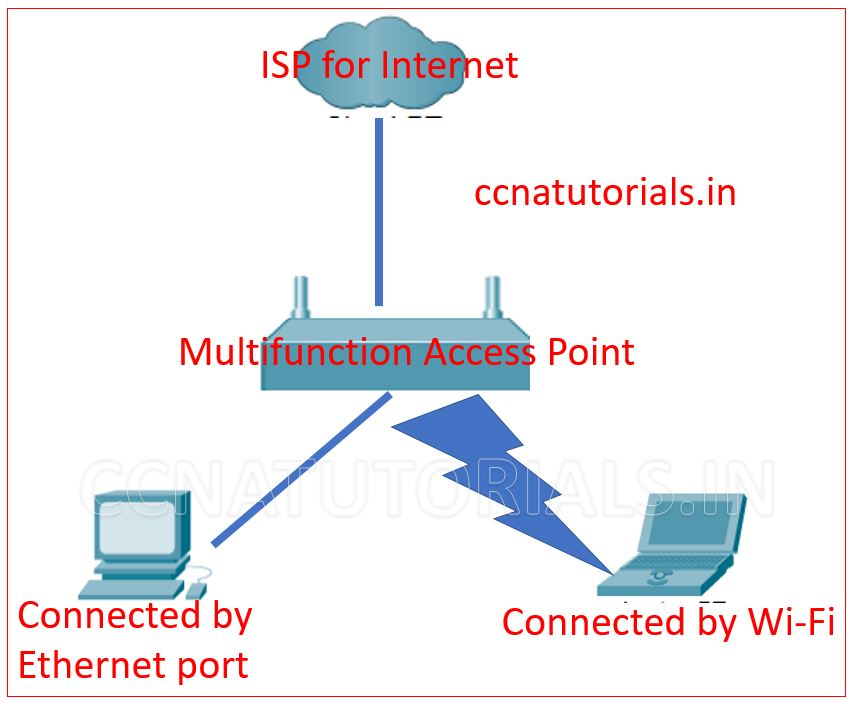 ISP for Internet
ccnatutorials.in
Multifunction Access Point
CCNATUTORIALS.IN
Connected by
Ethernet port
Connected by Wi-Fi